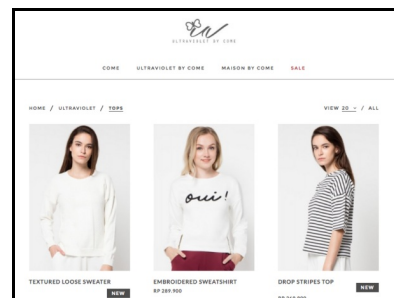 ULTRAVIOLET BY COME
COME ULTRAVIOLET BY COME MAISON BY COME SALE
HOME / ULTRAVIOLET / TOPS VIEW 20 / ALL
oui!
TEXTURED LOOSE SWEATER EMBROIDERED SWEATSHIRT DROP STRIPES TOP
NEW RP 289.900 NEW